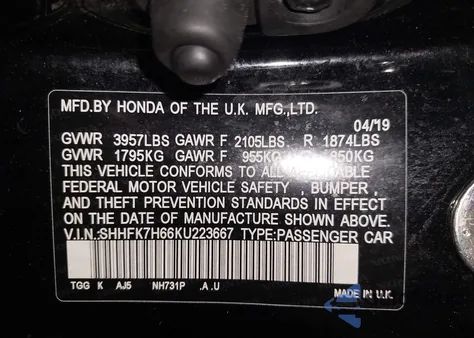 MFD.BY HONDA OF THE U.K. MFG.,LTD.
04/19
GVWR 3957LBS GAWR F 2105LBS R 1874LBS
GVWR 1795KG GAWR F 955KG 850KG
THIS VEHICLE CONFORMS TO ALL APPLICABLE
FEDERAL MOTOR VEHICLE SAFETY , BUMPER ,
AND THEFT PREVENTION STANDARDS IN EFFECT
ON THE DATE OF MANUFACTURE SHOWN ABOVE.
V.I.N.:SHHFK7H66KU223667 TYPE:PASSENGER CAR
TGG K AJ5 NH731P .A .U
MADE IN U.K.